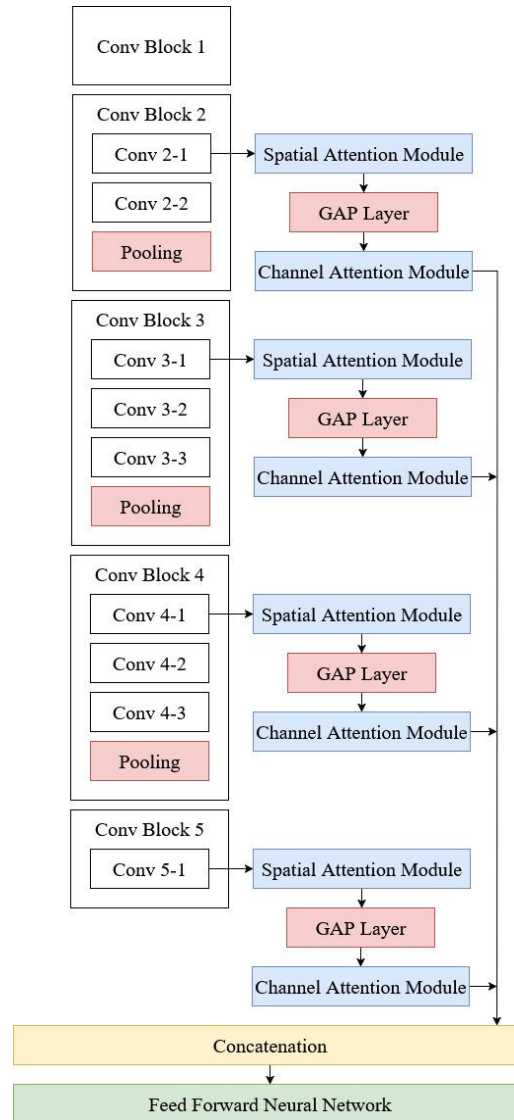 Conv Block 1
Conv Block 2
Conv 2-1
Spatial Attention Module
Conv 2-2
GAP Layer
Pooling
Channel Attention Module
Conv Block 3
Conv 3-1
Spatial Attention Module
Conv 3-2
GAP Layer
Conv 3-3
Channel Attention Module
Pooling
Conv Block 4
Conv 4-1
Spatial Attention Module
Conv 4-2
GAP Layer
Conv 4-3
Channel Attention Module
Pooling
Conv Block 5
Conv 5-1
Spatial Attention Module
GAP Layer
Channel Attention Module
Concatenation
Feed Forward Neural Network